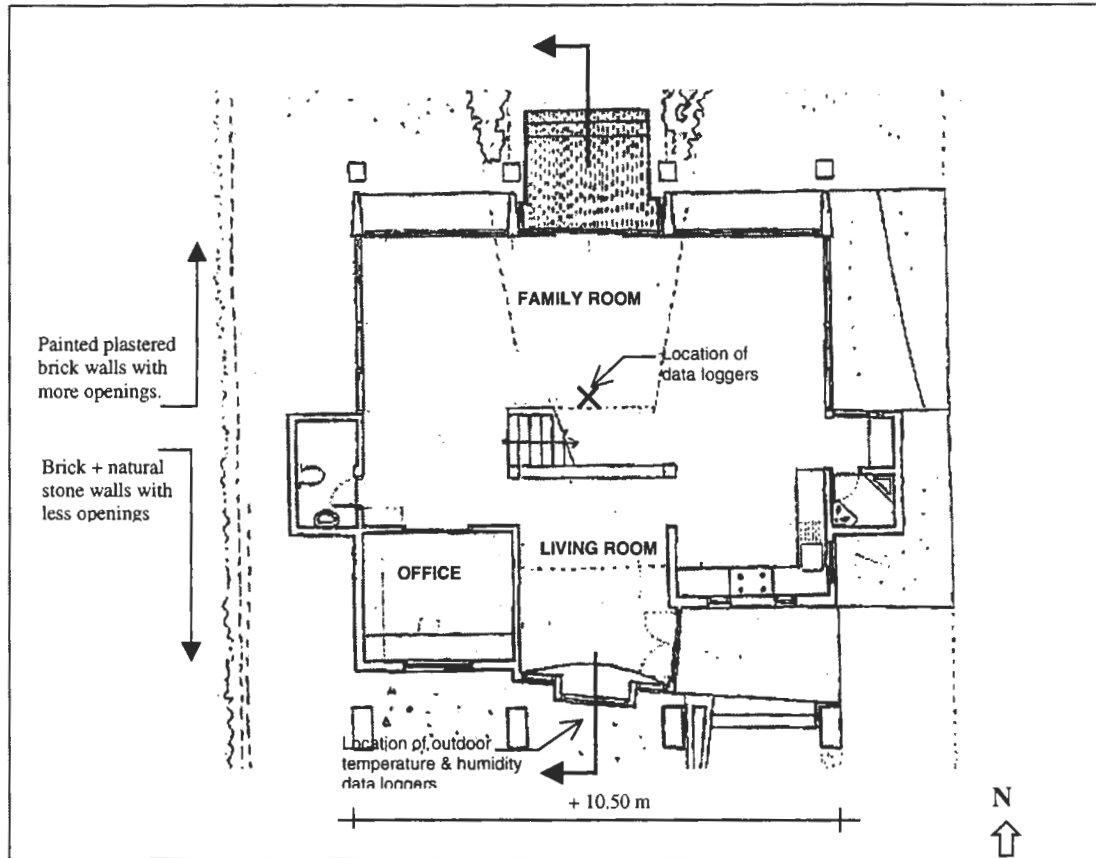 FAMILY ROOM
Location of
data loggers
Painted plastered
brick walls with
more openings.
Brick + natural
stone walls with
less openings
LIVING ROOM
OFFICE
Location of outdoor
temperature & humidity
data loggers
+ 10.50 m
N